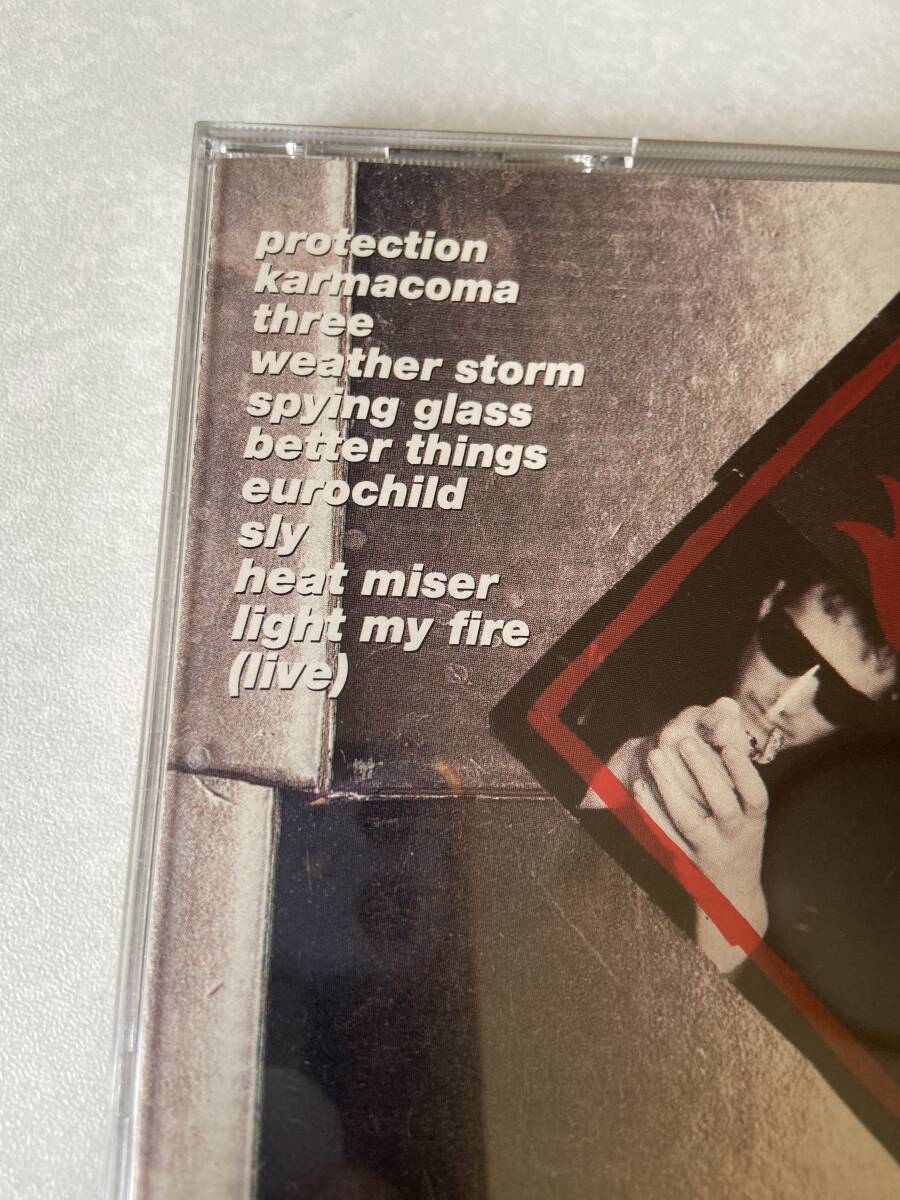 protection
karmacoma
three
weather storm
spying glass
better things
eurochild
sly
heat miser
light my fire
(live)